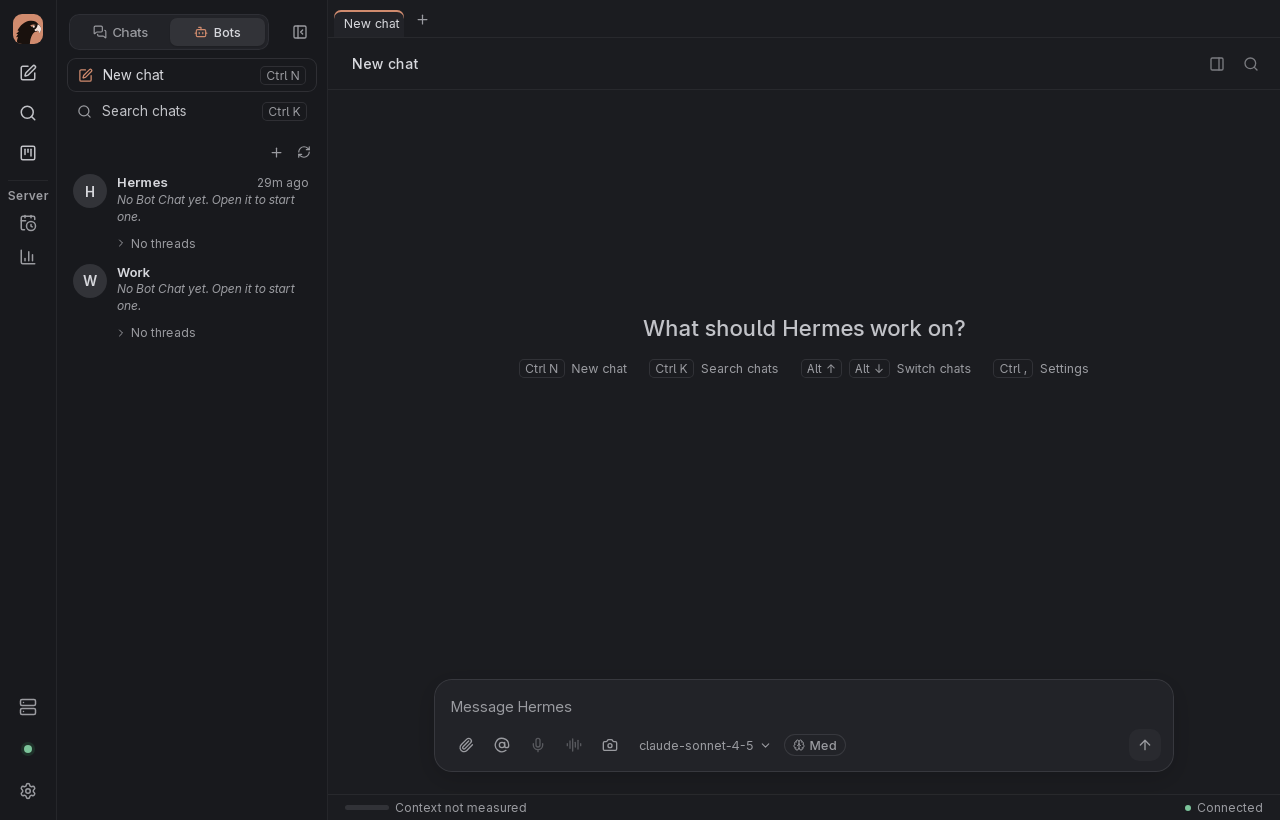 Chats
Bots
New chat
Ctrl N
Search chats
Ctrl K
Server
H
Hermes
29m ago
No Bot Chat yet. Open it to start
one.
No threads
W
Work
No Bot Chat yet. Open it to start
one.
No threads
New chat
New chat
What should Hermes work on?
Ctrl N New chat Ctrl K Search chats Alt ↑ Alt ↓ Switch chats Ctrl , Settings
Message Hermes
claude-sonnet-4-5
Med
Context not measured
Connected